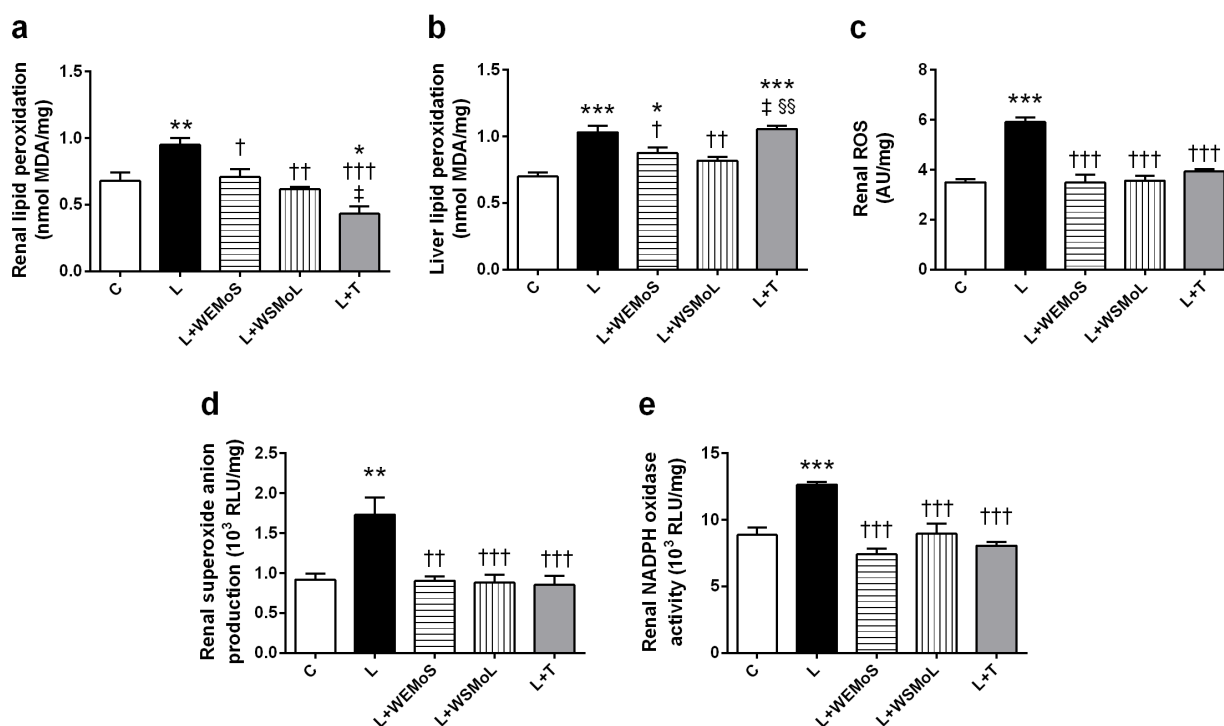 a
Renal lipid peroxidation
(nmol MDA/mg)
1.5
1.0
0.5
0.0
**
†
††
*
†††
‡
C
L
L+WEMoS
L+WSMoL
L+T
b
Liver lipid peroxidation
(nmol MDA/mg)
1.5
1.0
0.5
0.0
***
*
†
††
***
‡ §§
C
L
L+WEMoS
L+WSMoL
L+T
c
Renal ROS
(AU/mg)
8
6
4
2
0
***
†††
†††
†††
C
L
L+WEMoS
L+WSMoL
L+T
d
Renal superoxide anion
production (10³ RLU/mg)
2.5
2.0
1.5
1.0
0.5
0.0
**
††
†††
†††
C
L
L+WEMoS
L+WSMoL
L+T
e
Renal NADPH oxidase
activity (10³ RLU/mg)
15
10
5
0
***
†††
†††
†††
C
L
L+WEMoS
L+WSMoL
L+T